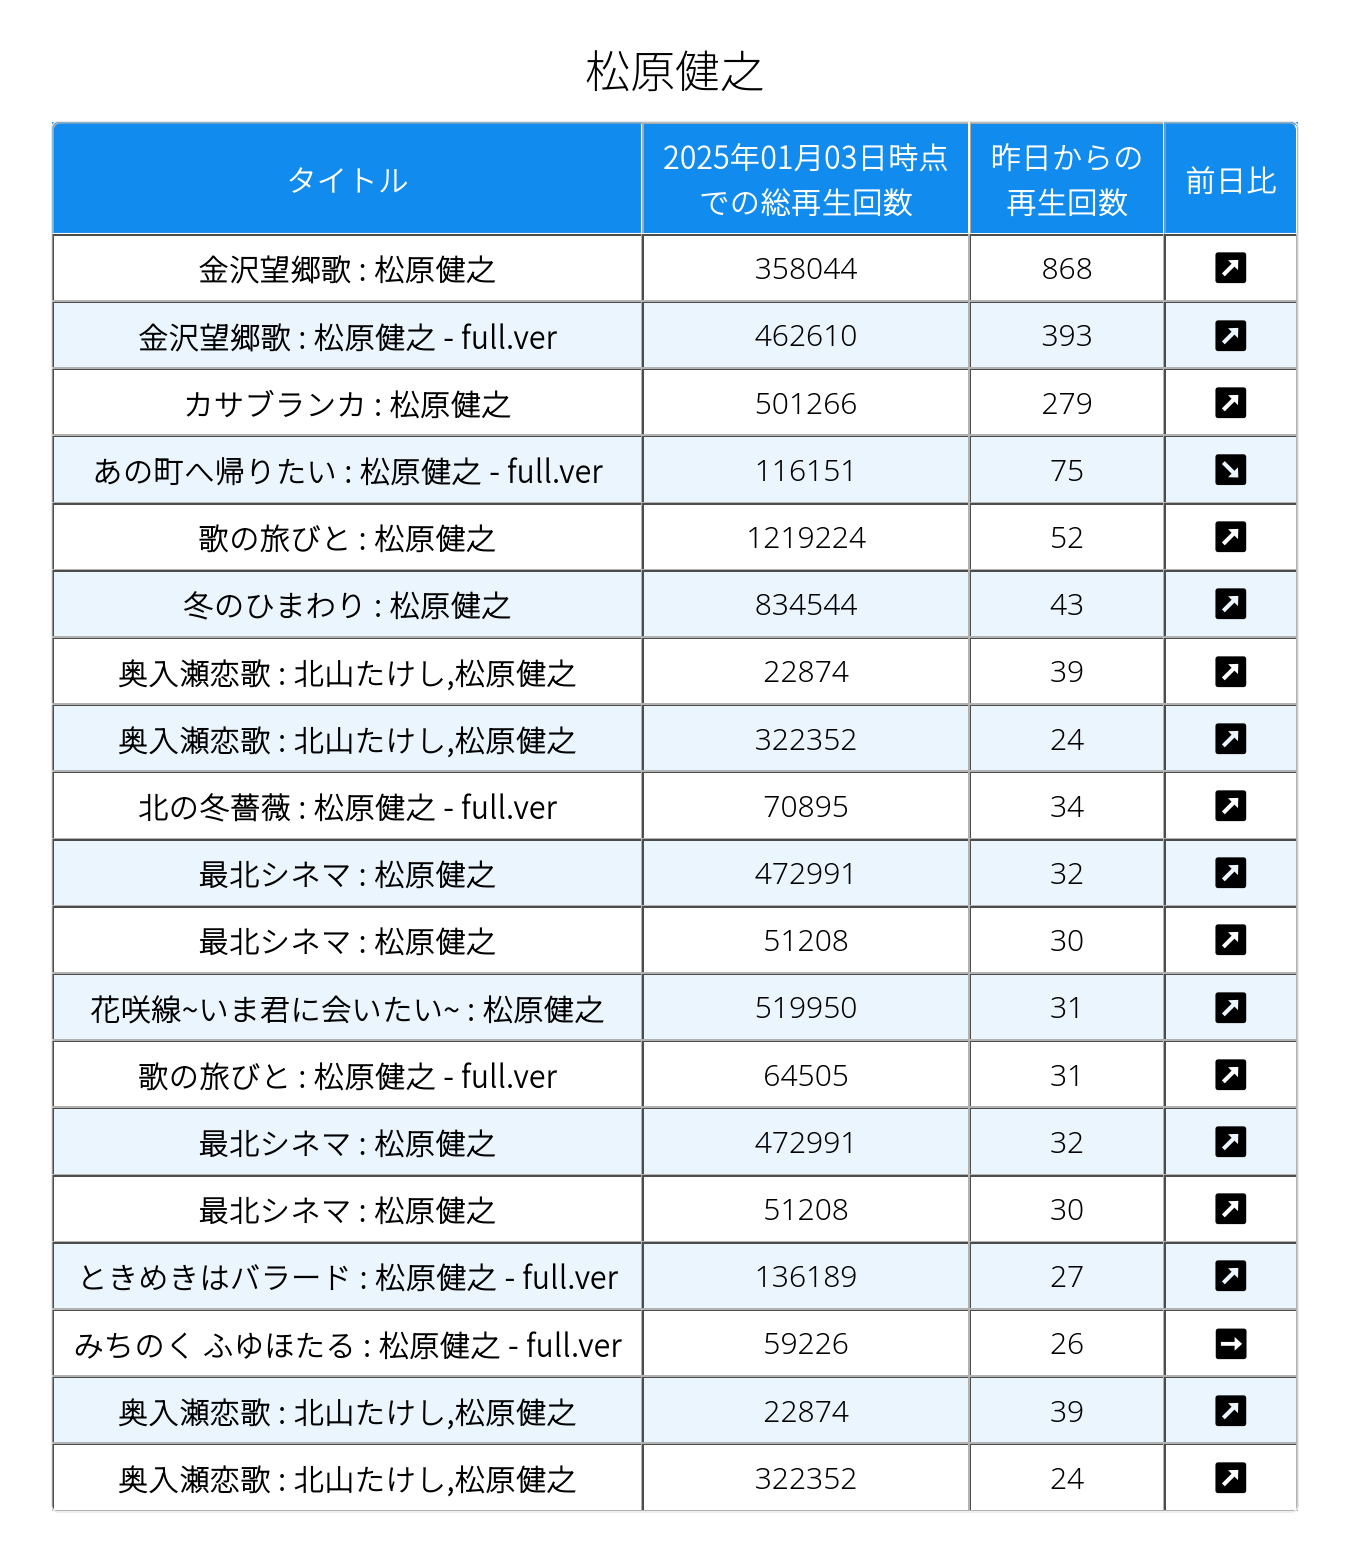 松原健之
タイトル
2025年01月03日時点
での総再生回数
昨日からの
再生回数
前日比
金沢望郷歌 : 松原健之 358044 868
金沢望郷歌 : 松原健之 - full.ver 462610 393
カサブランカ : 松原健之 501266 279
あの町へ帰りたい : 松原健之 - full.ver 116151 75
歌の旅びと : 松原健之 1219224 52
冬のひまわり : 松原健之 834544 43
奥入瀬恋歌 : 北山たけし,松原健之 22874 39
奥入瀬恋歌 : 北山たけし,松原健之 322352 24
北の冬薔薇 : 松原健之 - full.ver 70895 34
最北シネマ : 松原健之 472991 32
最北シネマ : 松原健之 51208 30
花咲線~いま君に会いたい~ : 松原健之 519950 31
歌の旅びと : 松原健之 - full.ver 64505 31
最北シネマ : 松原健之 472991 32
最北シネマ : 松原健之 51208 30
ときめきはバラード : 松原健之 - full.ver 136189 27
みちのく ふゆほたる : 松原健之 - full.ver 59226 26
奥入瀬恋歌 : 北山たけし,松原健之 22874 39
奥入瀬恋歌 : 北山たけし,松原健之 322352 24